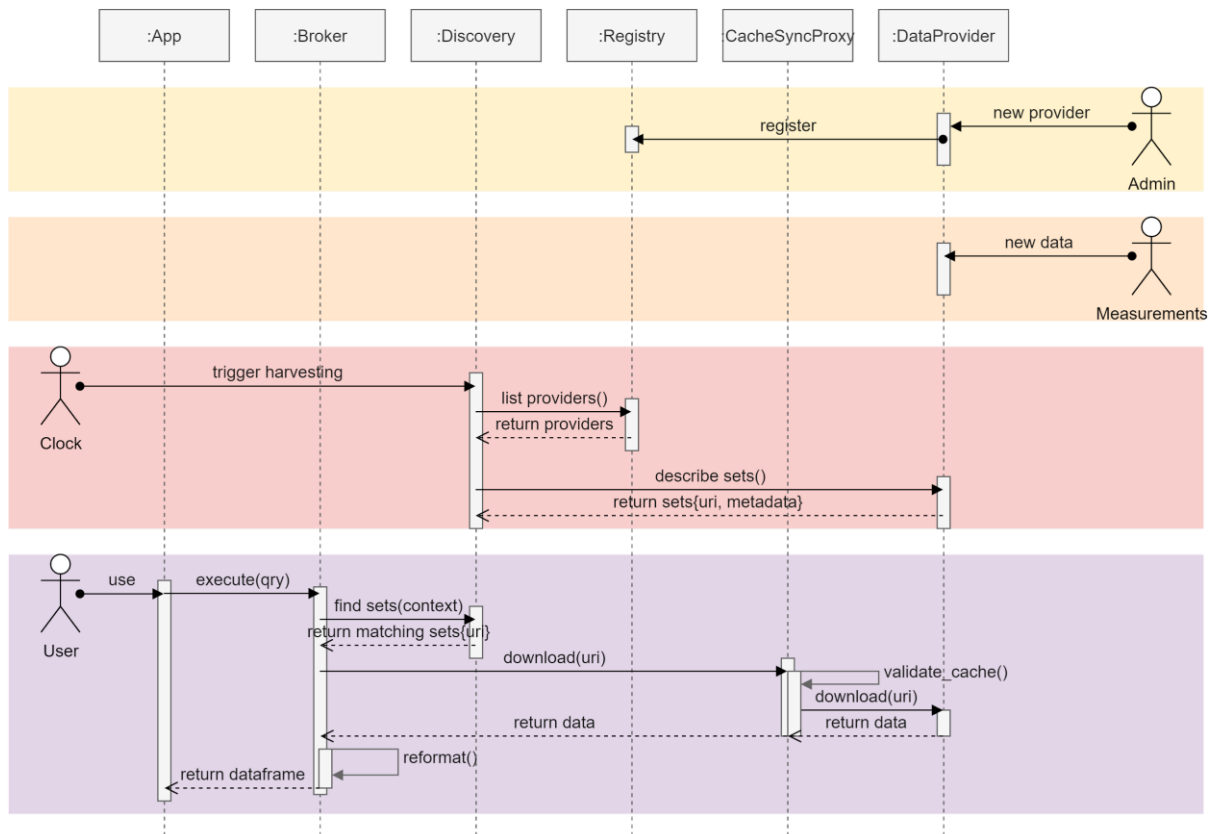 :App
:Broker
:Discovery
:Registry
:CacheSyncProxy
:DataProvider
new provider
register
Admin
new data
Measurements
trigger harvesting
list providers()
return providers
Clock
describe sets()
return sets{uri, metadata}
use
execute(qry)
find sets(context)
return matching sets{uri}
User
download(uri)
validate_cache()
download(uri)
return data
return data
reformat()
return dataframe